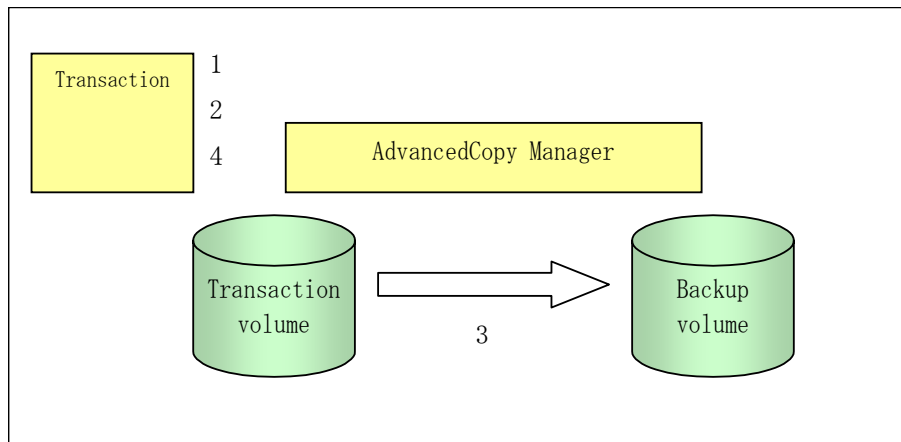 Transaction
1
2
4
AdvancedCopy Manager
Transaction
volume
3
Backup
volume